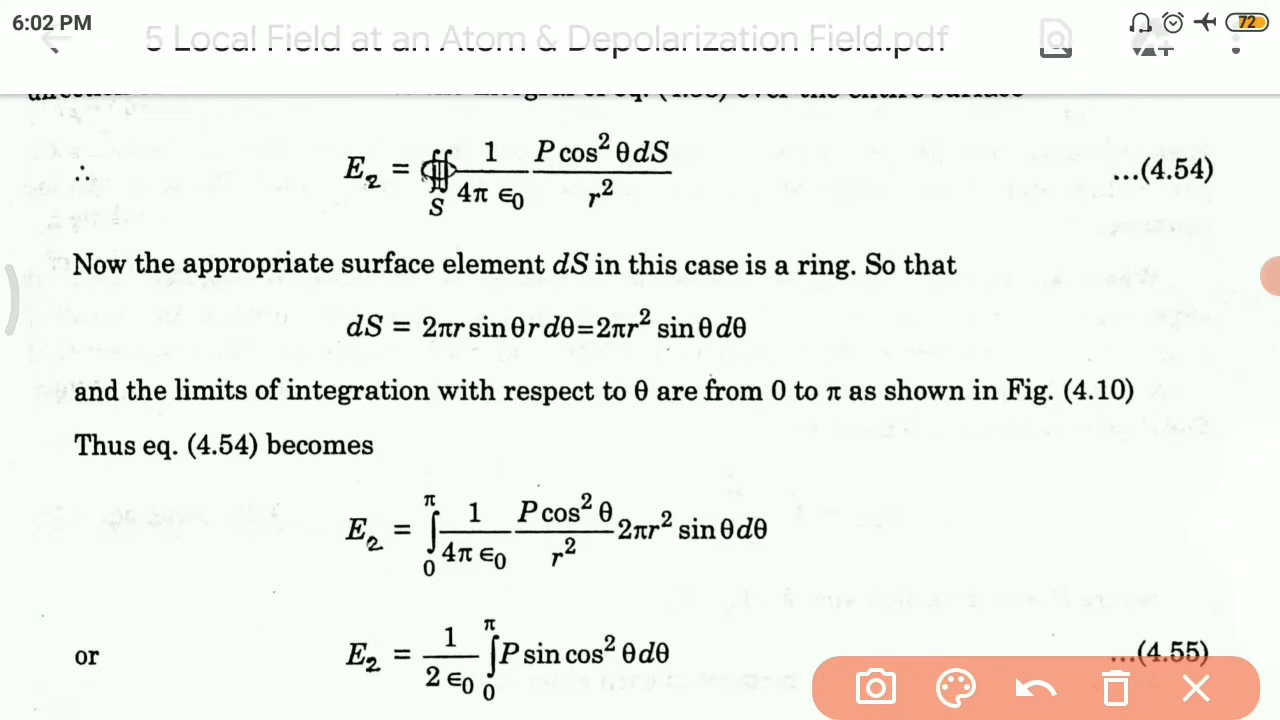 6:02 PM
72
5 Local Field at an Atom & Depolarization Field.pdf
∴ E₂ = ∯S 1/4π ∈₀ P cos² θ dS/r² ...(4.54)
Now the appropriate surface element dS in this case is a ring. So that
dS = 2πr sin θ r dθ=2πr² sin θ dθ
and the limits of integration with respect to θ are from 0 to π as shown in Fig. (4.10)
Thus eq. (4.54) becomes
E₂ = ∫₀^π 1/4π ∈₀ P cos² θ/r² 2πr² sin θ dθ
or E₂ = 1/2 ∈₀ ∫₀^π P sin cos² θ dθ ...(4.55)